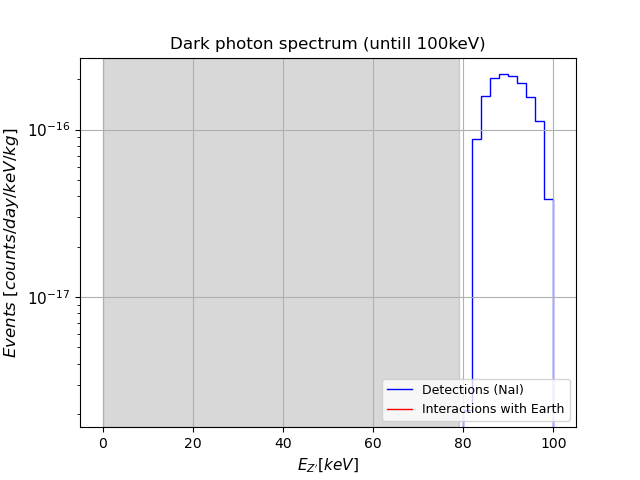 Dark photon spectrum (untill 100keV)
Events [counts/day/keV/kg]
10⁻¹⁶
10⁻¹⁷
Detections (NaI)
Interactions with Earth
0 20 40 60 80 100
E_Z' [keV]